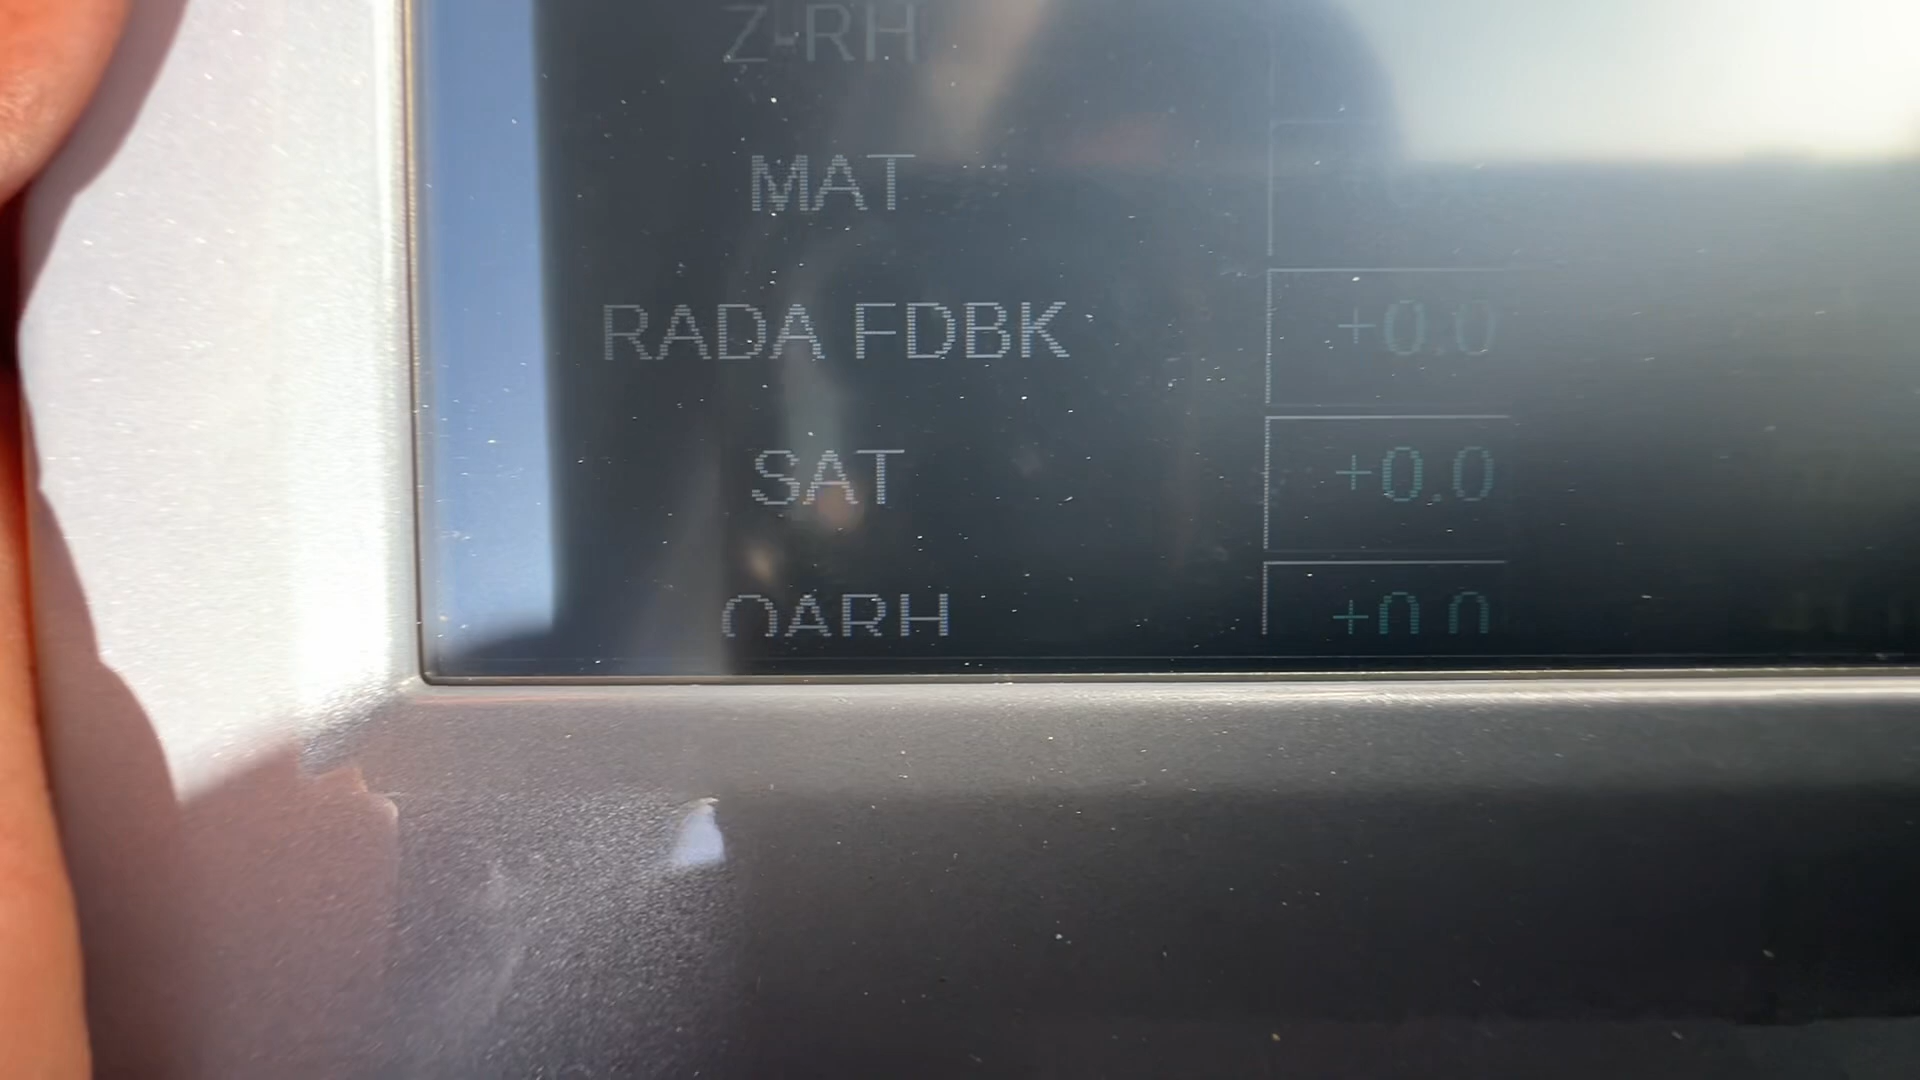 Z-RH
MAT
RADA FDBK +0.0
SAT +0.0
OARH +0.0